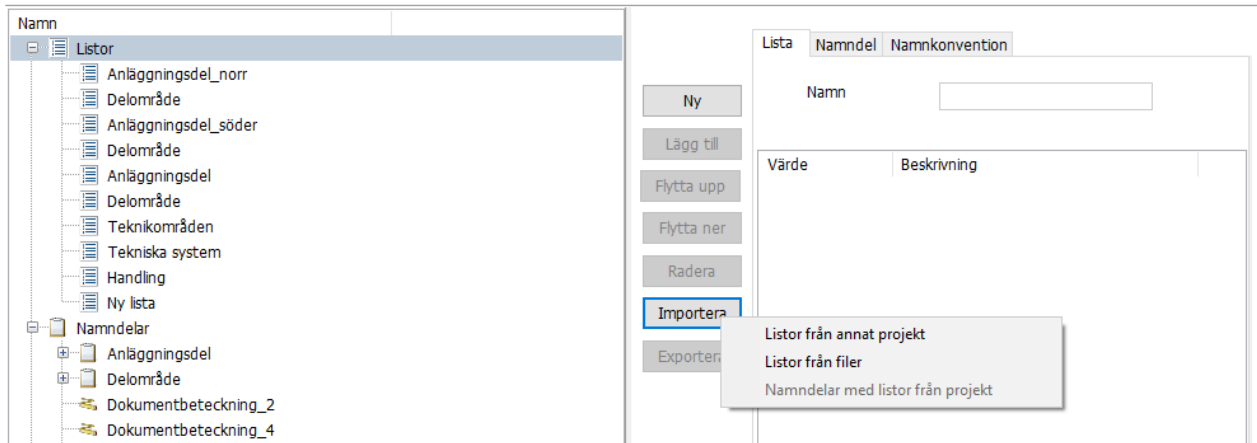 Namn
Listor
Anläggningsdel_norr
Delområde
Anläggningsdel_söder
Delområde
Anläggningsdel
Delområde
Teknikområden
Tekniska system
Handling
Ny lista
Namndelar
Anläggningsdel
Delområde
Dokumentbeteckning_2
Dokumentbeteckning_4
Ny
Lägg till
Flytta upp
Flytta ner
Radera
Importera
Exportera
Listor från annat projekt
Listor från filer
Namndelar med listor från projekt
Lista Namndel Namnkonvention
Namn
Värde Beskrivning